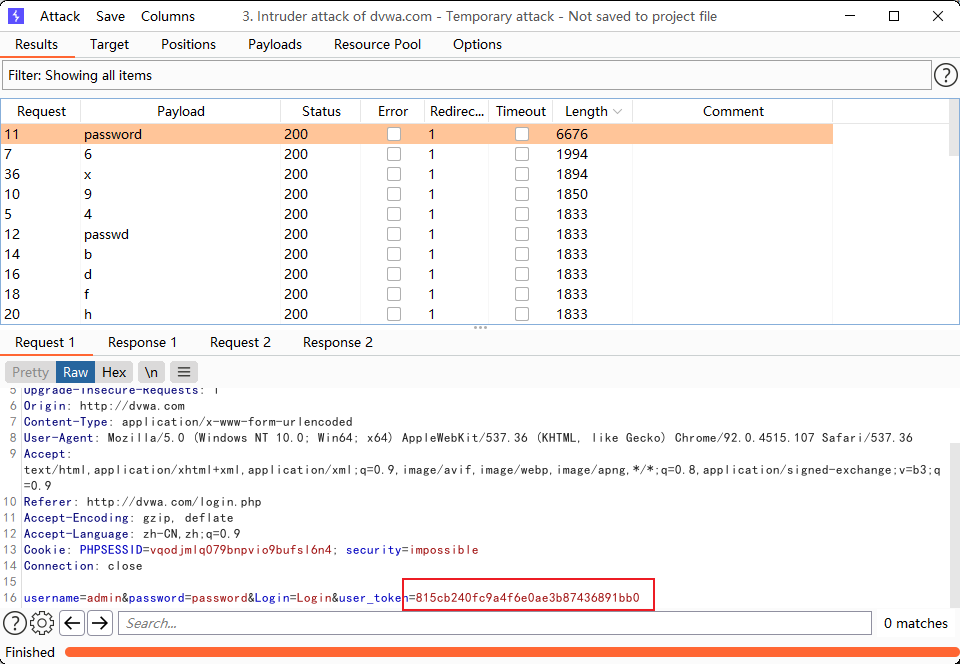 Attack Save Columns 3. Intruder attack of dvwa.com - Temporary attack - Not saved to project file
Results Target Positions Payloads Resource Pool Options
Filter: Showing all items ?
Request Payload Status Error Redirec... Timeout Length Comment
11 password 200 1 6676
7 6 200 1 1994
36 x 200 1 1894
10 9 200 1 1850
5 4 200 1 1833
12 passwd 200 1 1833
14 b 200 1 1833
16 d 200 1 1833
18 f 200 1 1833
20 h 200 1 1833
Request 1 Response 1 Request 2 Response 2
Pretty Raw Hex \n
5 Upgrade-Insecure-Requests: 1
6 Origin: http://dvwa.com
7 Content-Type: application/x-www-form-urlencoded
8 User-Agent: Mozilla/5.0 (Windows NT 10.0; Win64; x64) AppleWebKit/537.36 (KHTML, like Gecko) Chrome/92.0.4515.107 Safari/537.36
9 Accept:
text/html,application/xhtml+xml,application/xml;q=0.9,image/avif,image/webp,image/apng,*/*;q=0.8,application/signed-exchange;v=b3;q
=0.9
10 Referer: http://dvwa.com/login.php
11 Accept-Encoding: gzip, deflate
12 Accept-Language: zh-CN,zh;q=0.9
13 Cookie: PHPSESSID=vqodjmlq079bnpvio9bufsl6n4; security=impossible
14 Connection: close
15
16 username=admin&password=password&Login=Login&user_token=815cb240fc9a4f6e0ae3b87436891bb0
? Search... 0 matches
Finished